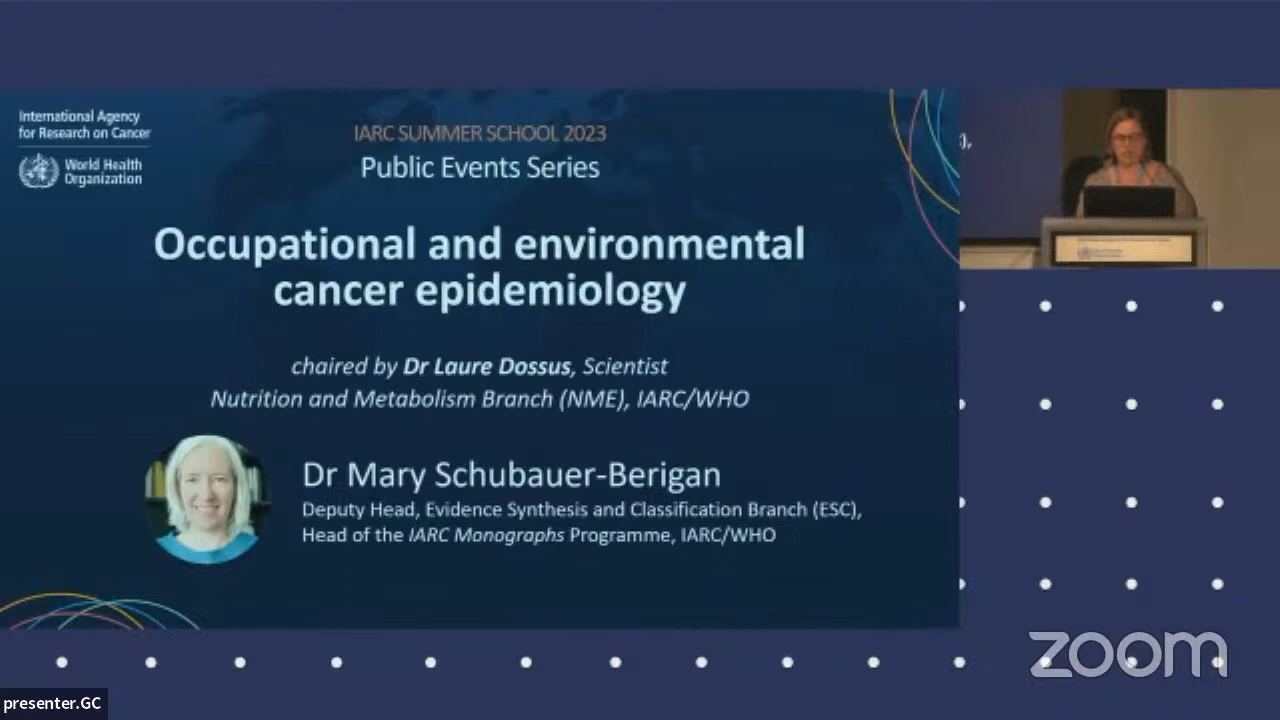 International Agency
for Research on Cancer
World Health
Organization
IARC SUMMER SCHOOL 2023
Public Events Series
Occupational and environmental
cancer epidemiology
chaired by Dr Laure Dossus, Scientist
Nutrition and Metabolism Branch (NME), IARC/WHO
Dr Mary Schubauer-Berigan
Deputy Head, Evidence Synthesis and Classification Branch (ESC),
Head of the IARC Monographs Programme, IARC/WHO
),
zoom
presenter.GC